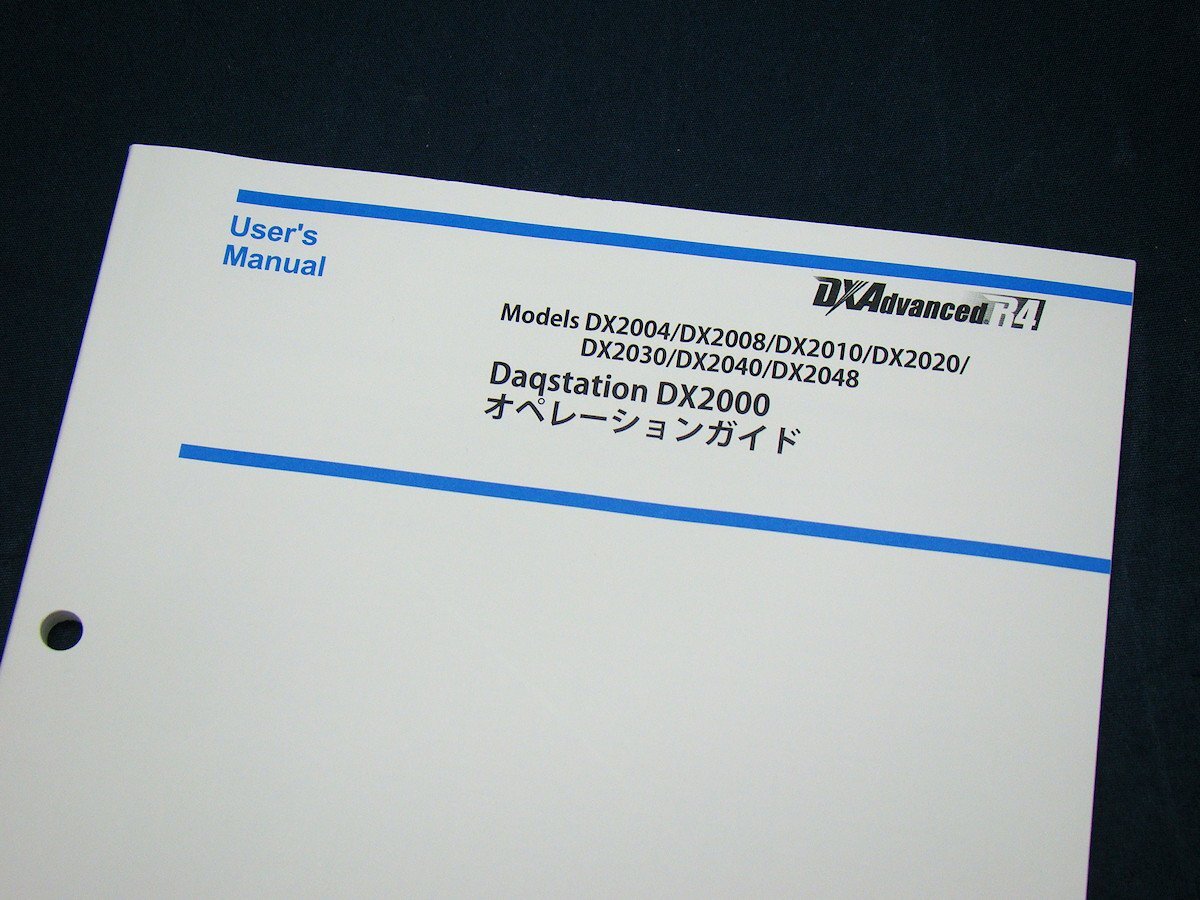 User's
Manual
DXAdvanced R4
Models DX2004/DX2008/DX2010/DX2020/
DX2030/DX2040/DX2048
Daqstation DX2000
オペレーションガイド